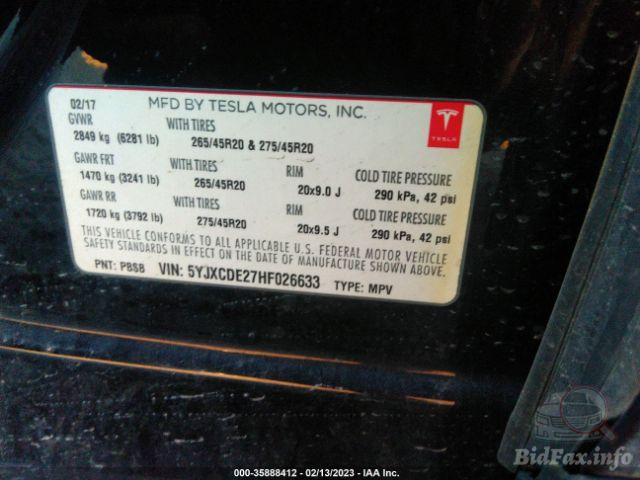 02/17 MFD BY TESLA MOTORS, INC.
GVWR WITH TIRES
2849 kg (6281 lb) 265/45R20 & 275/45R20
TESLA
GAWR FRT WITH TIRES RIM COLD TIRE PRESSURE
1470 kg (3241 lb) 265/45R20 20x9.0 J 290 kPa, 42 psi
GAWR RR WITH TIRES RIM COLD TIRE PRESSURE
1720 kg (3792 lb) 275/45R20 20x9.5 J 290 kPa, 42 psi
THIS VEHICLE CONFORMS TO ALL APPLICABLE U.S. FEDERAL MOTOR VEHICLE
SAFETY STANDARDS IN EFFECT ON THE DATE OF MANUFACTURE SHOWN ABOVE.
PNT: PBSB VIN: 5YJXCDE27HF026633 TYPE: MPV
BidFax.info
000-35888412 - 02/13/2023 - IAA Inc.